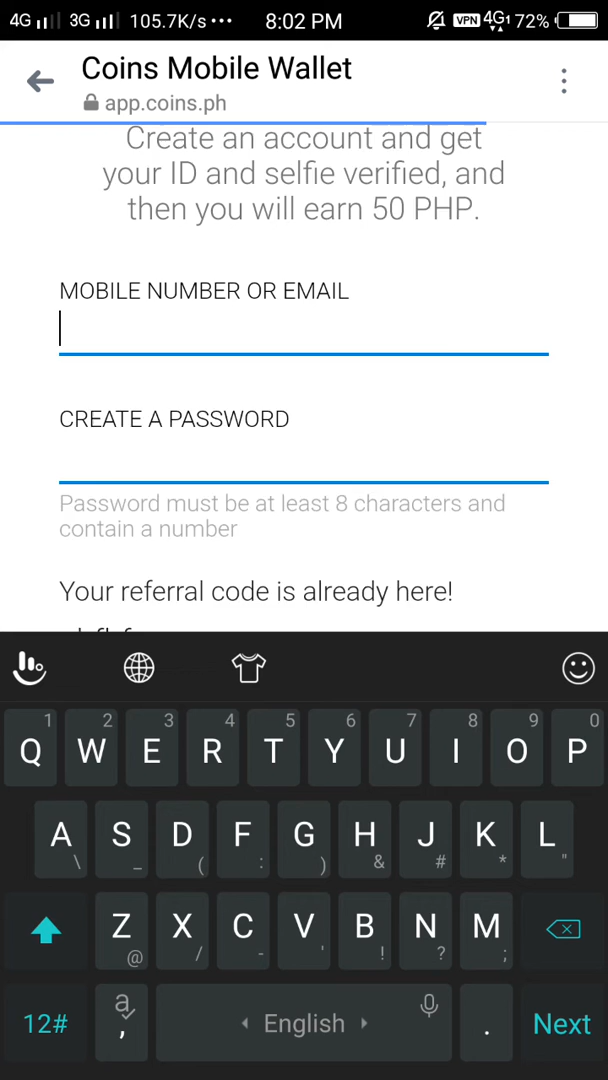 4G 3G 105.7K/s ... 8:02 PM VPN 4G 1 72%
Coins Mobile Wallet
app.coins.ph
Create an account and get
your ID and selfie verified, and
then you will earn 50 PHP.
MOBILE NUMBER OR EMAIL
CREATE A PASSWORD
Password must be at least 8 characters and
contain a number
Your referral code is already here!
1 2 3 4 5 6 7 8 9 0
Q W E R T Y U I O P
A S D F G H J K L
\ _ ( : ) & # * "
Z X C V B N M
@ / - ' ! ? ;
12# a , English . Next